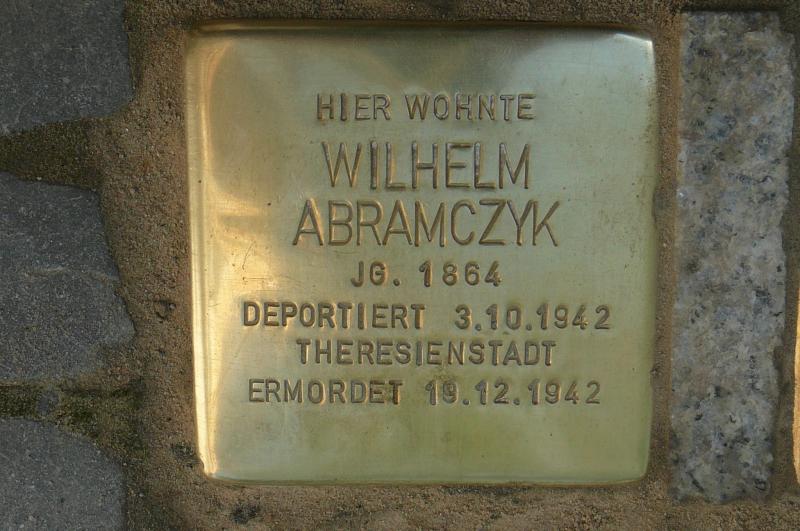 HIER WOHNTE
WILHELM
ABRAMCZYK
JG. 1864
DEPORTIERT 3.10.1942
THERESIENSTADT
ERMORDET 19.12.1942